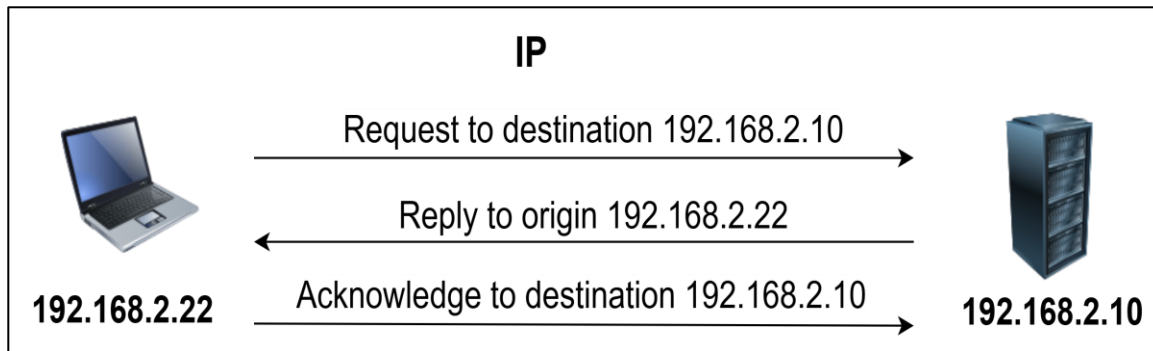 IP
Request to destination 192.168.2.10
Reply to origin 192.168.2.22
Acknowledge to destination 192.168.2.10
192.168.2.22
192.168.2.10